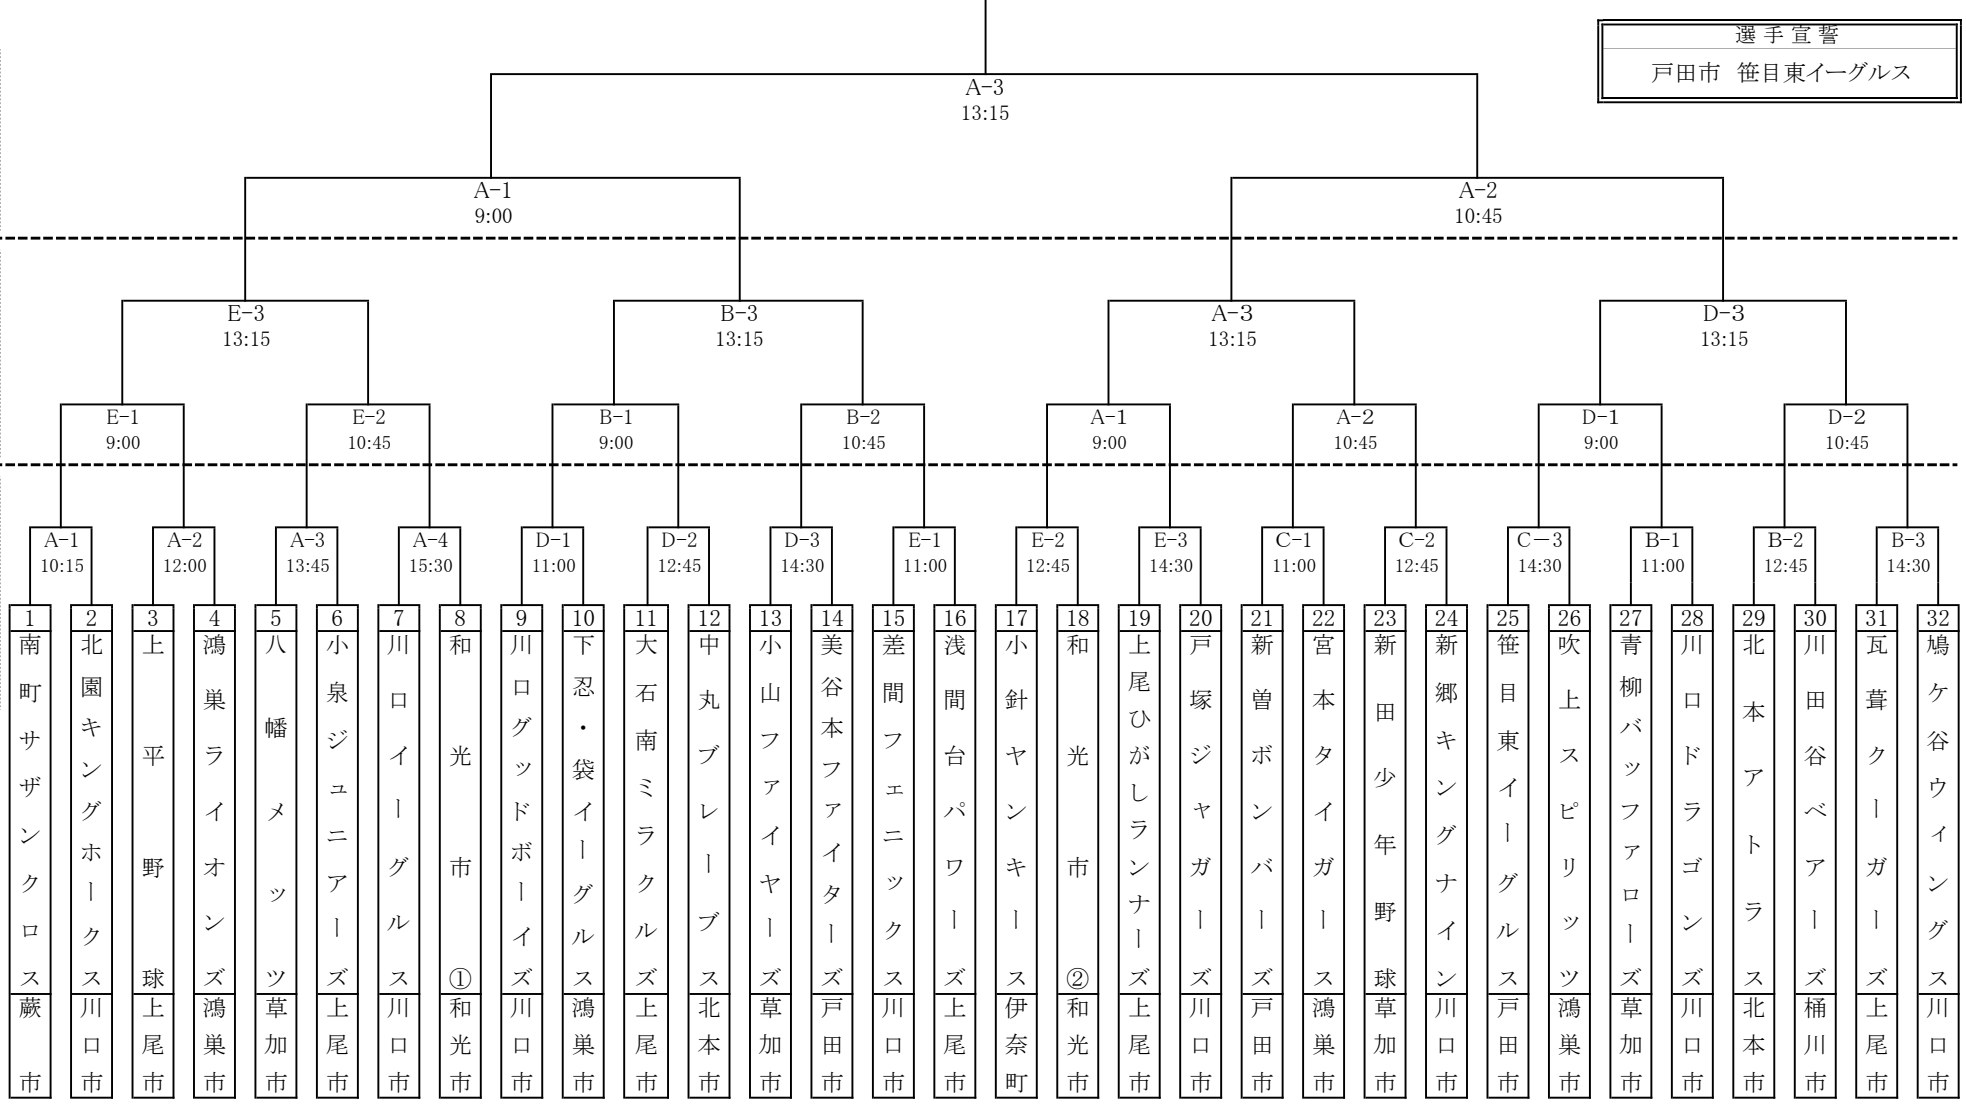 選手宣誓
戸田市 笹目東イーグルス
A-3
13:15
A-1
9:00
A-2
10:45
E-3
13:15
B-3
13:15
A-3
13:15
D-3
13:15
E-1
9:00
E-2
10:45
B-1
9:00
B-2
10:45
A-1
9:00
A-2
10:45
D-1
9:00
D-2
10:45
A-1
10:15
A-2
12:00
A-3
13:45
A-4
15:30
D-1
11:00
D-2
12:45
D-3
14:30
E-1
11:00
E-2
12:45
E-3
14:30
C-1
11:00
C-2
12:45
C－3
14:30
B-1
11:00
B-2
12:45
B-3
14:30
1
南町サザンクロス
蕨市
2
北園キングホークス
川口市
3
上平野球
上尾市
4
鴻巣ライオンズ
鴻巣市
5
八幡メッツ
草加市
6
小泉ジュニアーズ
上尾市
7
川口イーグルス
川口市
8
和光市①
和光市
9
川口グッドボーイズ
川口市
10
下忍・袋イーグルス
鴻巣市
11
大石南ミラクルズ
上尾市
12
中丸ブレーブス
北本市
13
小山ファイヤーズ
草加市
14
美谷本ファイターズ
戸田市
15
差間フェニックス
川口市
16
浅間台パワーズ
上尾市
17
小針ヤンキース
伊奈町
18
和光市②
和光市
19
上尾ひがしランナーズ
上尾市
20
戸塚ジャガーズ
川口市
21
新曽ボンバーズ
戸田市
22
宮本タイガース
鴻巣市
23
新田少年野球
草加市
24
新郷キングナイン
川口市
25
笹目東イーグルス
戸田市
26
吹上スピリッツ
鴻巣市
27
青柳バッファローズ
草加市
28
川口ドラゴンズ
川口市
29
北本アトラス
北本市
30
川田谷ベアーズ
桶川市
31
瓦葺クーガーズ
上尾市
32
鳩ケ谷ウィングス
川口市